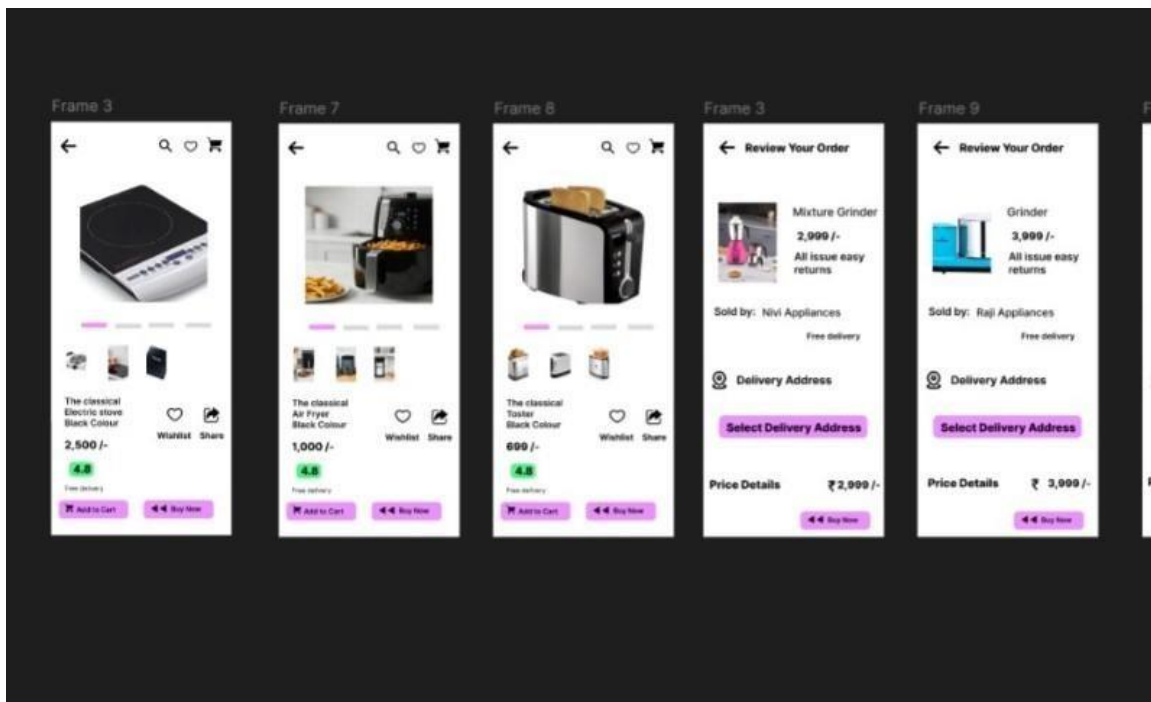 Frame 3
The classical
Electric stove
Black Colour
Wishlist Share
2,500 /-
4.8
Free delivery
Add to Cart
Buy Now
Frame 7
The classical
Air Fryer
Black Colour
Wishlist Share
1,000 /-
4.8
Free delivery
Add to Cart
Buy Now
Frame 8
The classical
Toster
Black Colour
Wishlist Share
699 /-
4.8
Free delivery
Add to Cart
Buy Now
Frame 3
Review Your Order
Mixture Grinder
2,999 /-
All issue easy
returns
Sold by: Nivi Appliances
Free delivery
Delivery Address
Select Delivery Address
Price Details ₹2,999 /-
Buy Now
Frame 9
Review Your Order
Grinder
3,999 /-
All issue easy
returns
Sold by: Raji Appliances
Free delivery
Delivery Address
Select Delivery Address
Price Details ₹ 3,999 /-
Buy Now